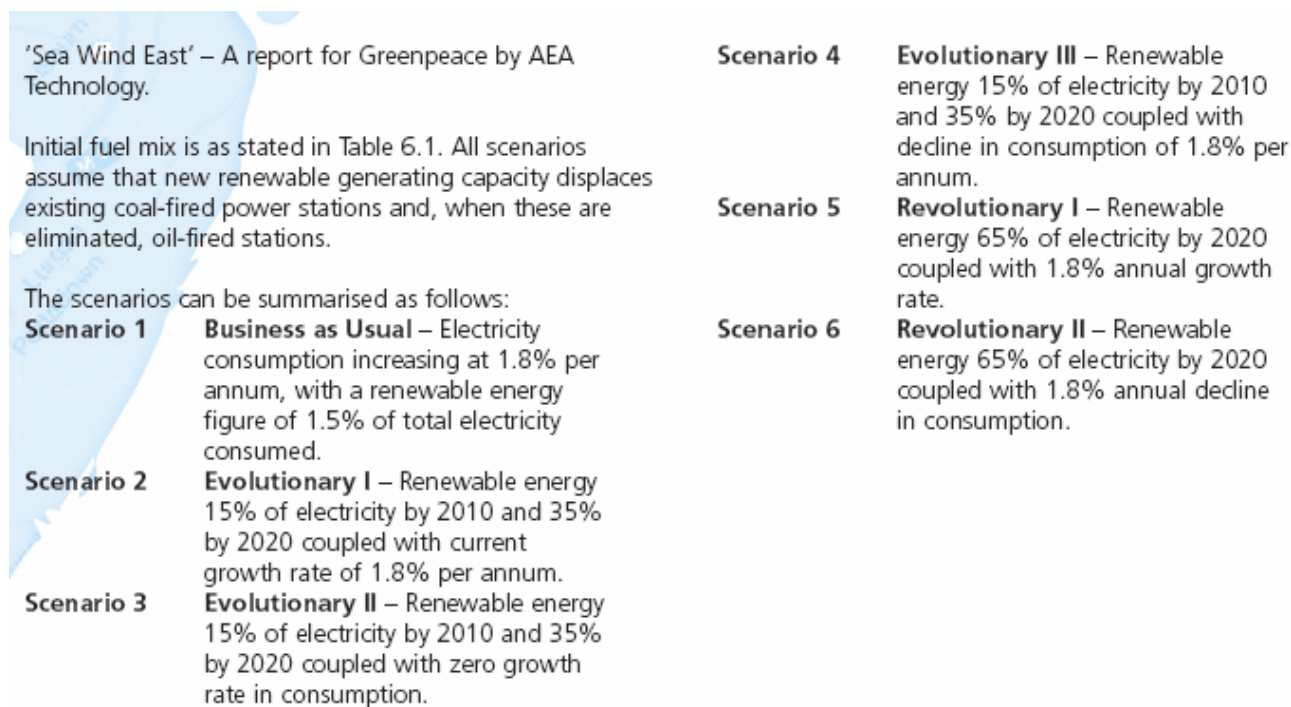 ‘Sea Wind East’ – A report for Greenpeace by AEA
Technology.
Initial fuel mix is as stated in Table 6.1. All scenarios
assume that new renewable generating capacity displaces
existing coal-fired power stations and, when these are
eliminated, oil-fired stations.
The scenarios can be summarised as follows:
Scenario 1 Business as Usual – Electricity
consumption increasing at 1.8% per
annum, with a renewable energy
figure of 1.5% of total electricity
consumed.
Scenario 2 Evolutionary I – Renewable energy
15% of electricity by 2010 and 35%
by 2020 coupled with current
growth rate of 1.8% per annum.
Scenario 3 Evolutionary II – Renewable energy
15% of electricity by 2010 and 35%
by 2020 coupled with zero growth
rate in consumption.
Scenario 4 Evolutionary III – Renewable
energy 15% of electricity by 2010
and 35% by 2020 coupled with
decline in consumption of 1.8% per
annum.
Scenario 5 Revolutionary I – Renewable
energy 65% of electricity by 2020
coupled with 1.8% annual growth
rate.
Scenario 6 Revolutionary II – Renewable
energy 65% of electricity by 2020
coupled with 1.8% annual decline
in consumption.